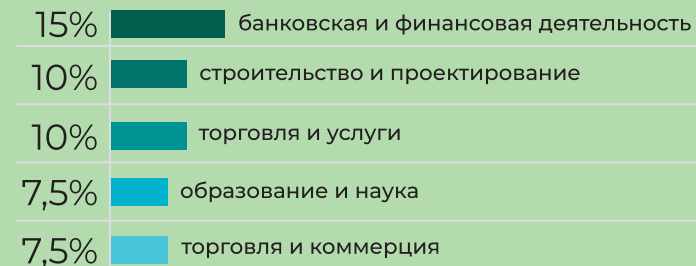 15% банковская и финансовая деятельность
10% строительство и проектирование
10% торговля и услуги
7,5% образование и наука
7,5% торговля и коммерция